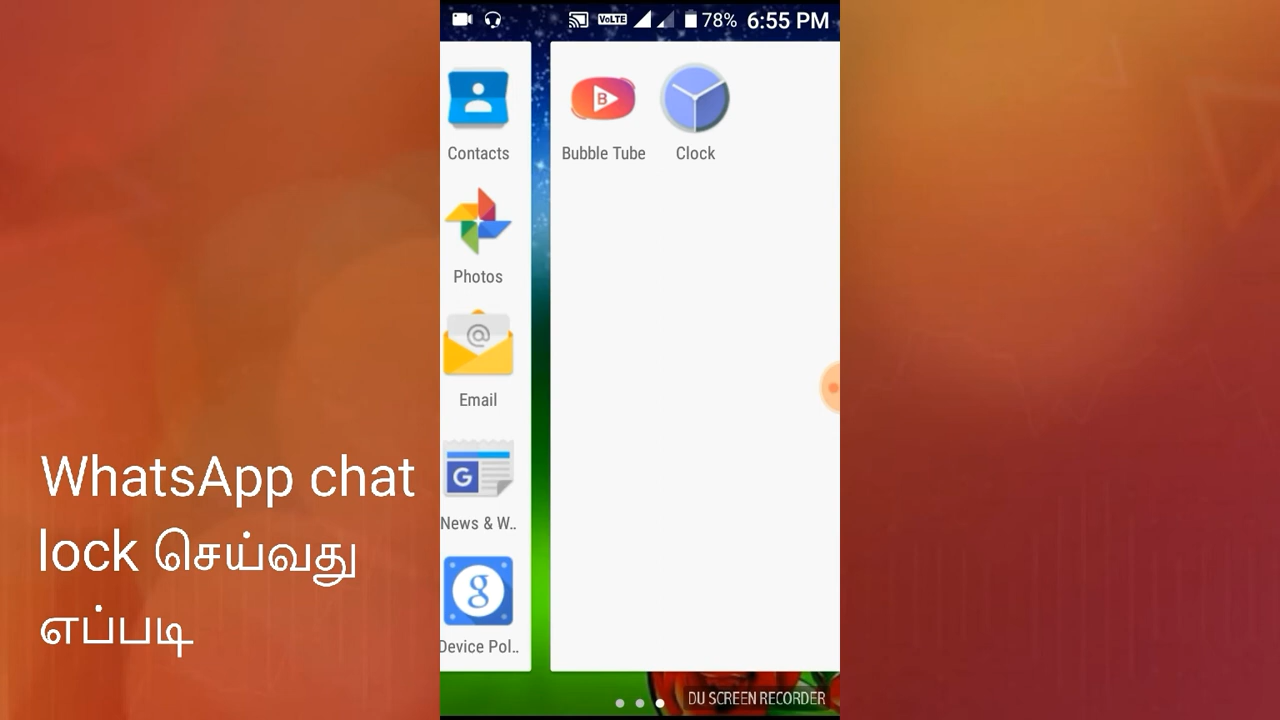 VoLTE 78% 6:55 PM
Contacts
Bubble Tube
Clock
Photos
Email
News & W..
Device Pol..
WhatsApp chat
lock செய்வது
எப்படி
DU SCREEN RECORDER